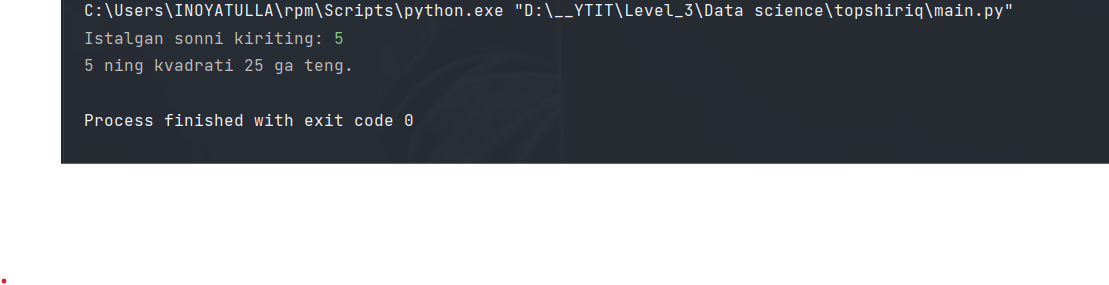 C:\Users\INOYATULLA\rpm\Scripts\python.exe "D:\__YTIT\Level_3\Data science\topshiriq\main.py"
Istalgan sonni kiriting: 5
5 ning kvadrati 25 ga teng.
Process finished with exit code 0